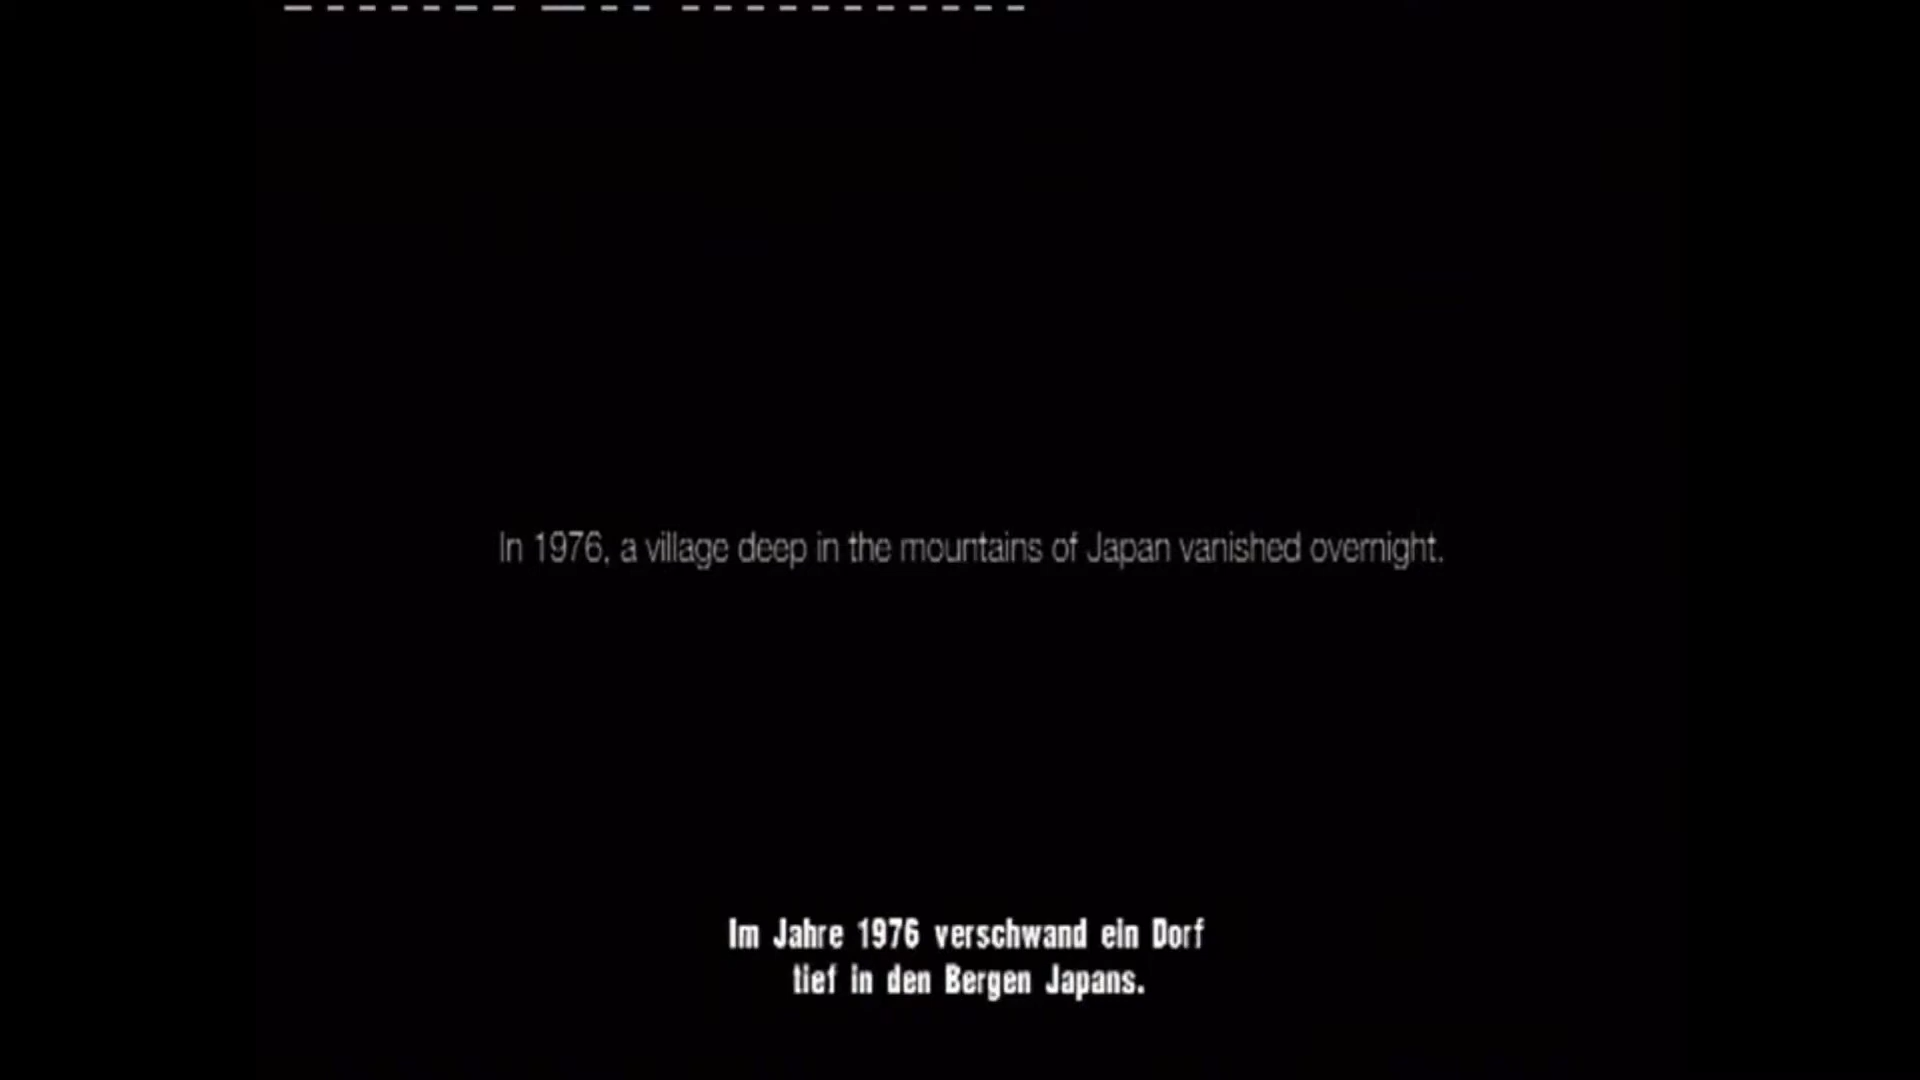 In 1976, a village deep in the mountains of Japan vanished overnight.
Im Jahre 1976 verschwand ein Dorf
tief in den Bergen Japans.